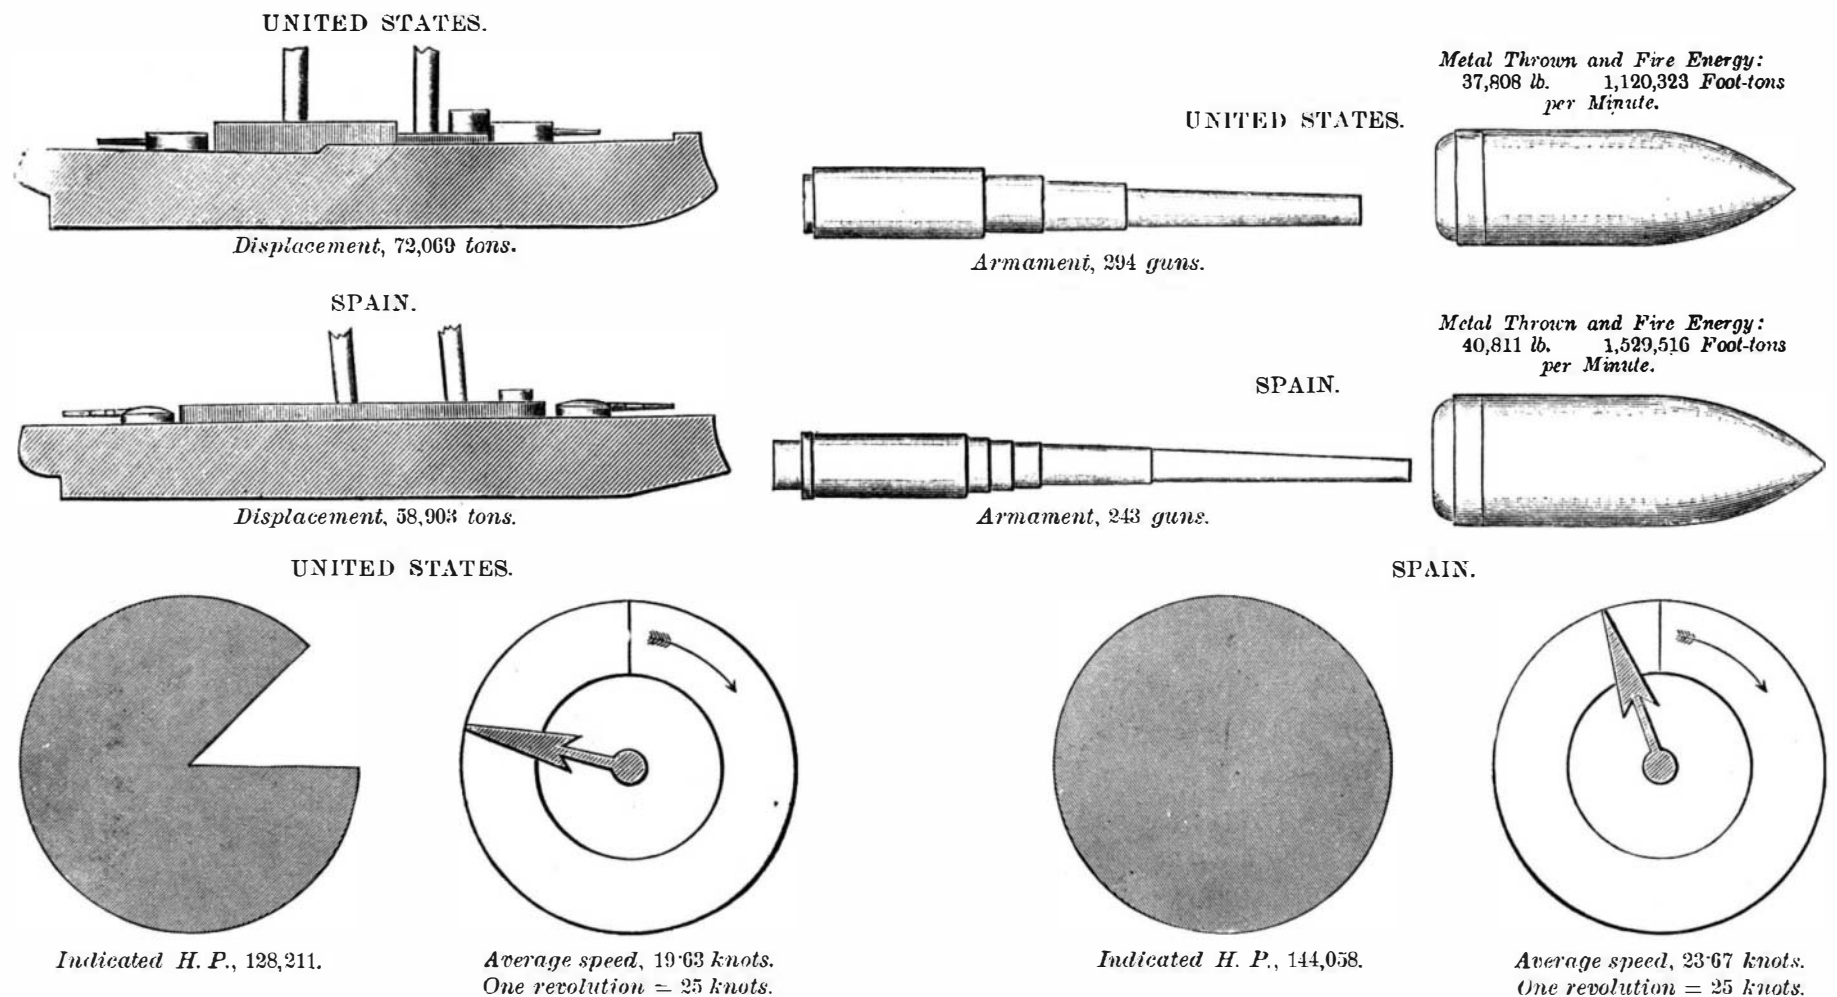 UNITED STATES.
Displacement, 72,069 tons.
UNITED STATES.
Armament, 294 guns.
Metal Thrown and Fire Energy:
37,808 lb. 1,120,323 Foot-tons
per Minute.
SPAIN.
Displacement, 58,903 tons.
SPAIN.
Armament, 243 guns.
Metal Thrown and Fire Energy:
40,811 lb. 1,529,516 Foot-tons
per Minute.
UNITED STATES.
Indicated H. P., 128,211.
Average speed, 19·63 knots.
One revolution = 25 knots.
SPAIN.
Indicated H. P., 144,058.
Average speed, 23·67 knots.
One revolution = 25 knots.